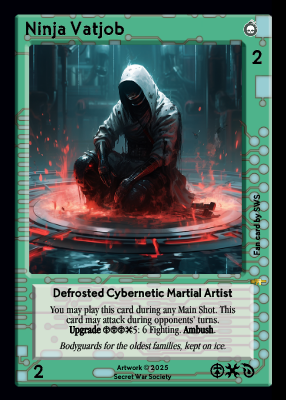 Ninja Vatjob
2
Fan card by SWS
Defrosted Cybernetic Martial Artist
You may play this card during any Main Shot. This
card may attack during opponents' turns.
Upgrade 5: 6 Fighting. Ambush.
Bodyguards for the oldest families, kept on ice.
2
Artwork © 2025
Secret War Society